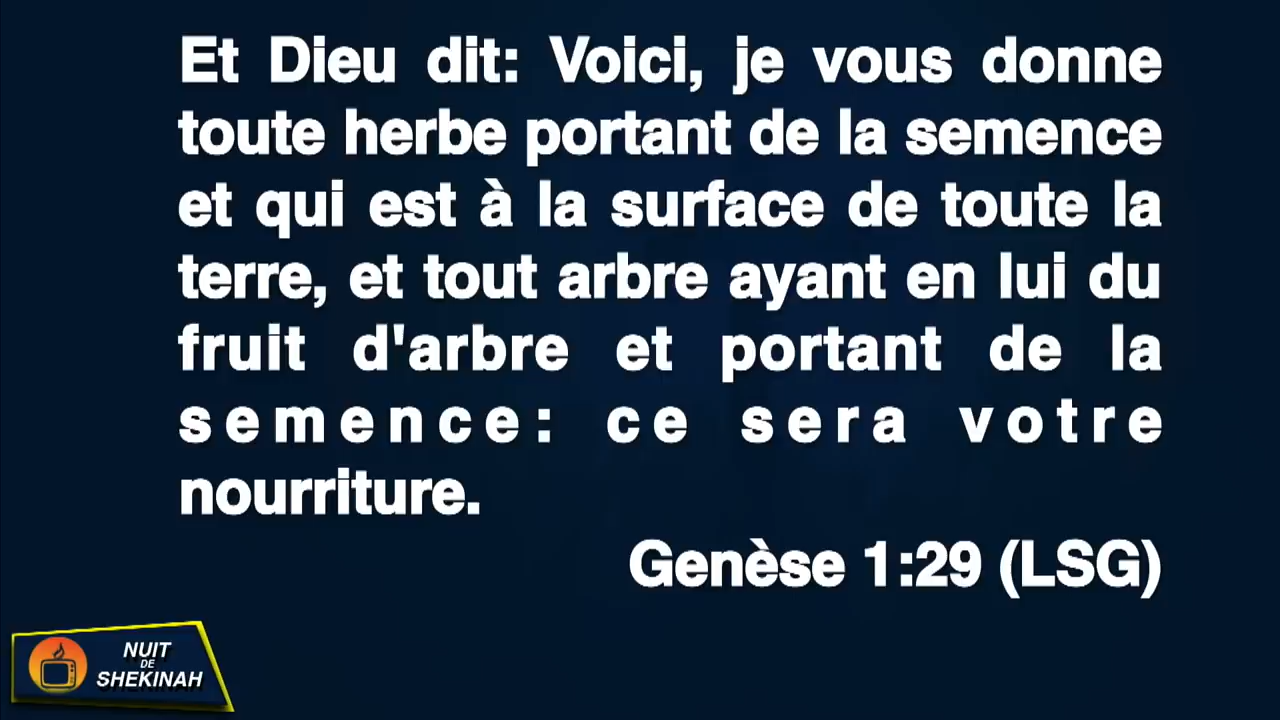 Et Dieu dit: Voici, je vous donne
toute herbe portant de la semence
et qui est à la surface de toute la
terre, et tout arbre ayant en lui du
fruit d'arbre et portant de la
semence: ce sera votre
nourriture.
Genèse 1:29 (LSG)
NUIT
DE
SHEKINAH